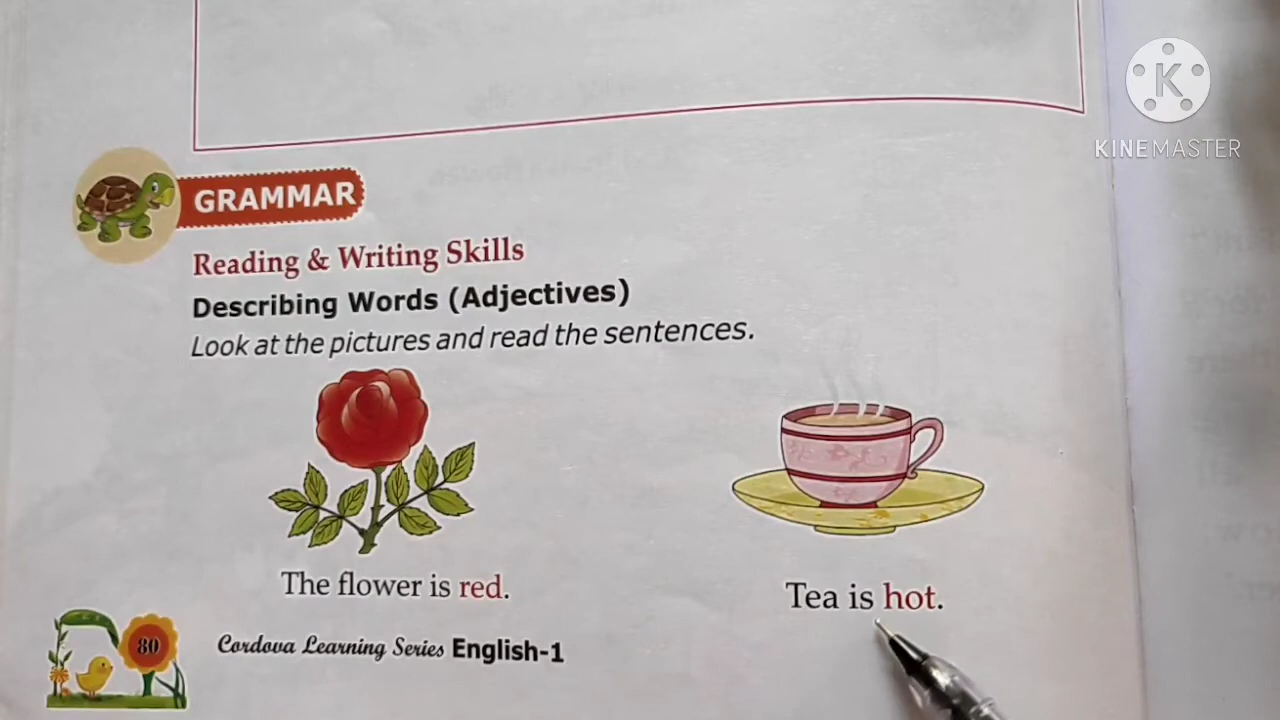 K
KINEMASTER
GRAMMAR
Reading & Writing Skills
Describing Words (Adjectives)
Look at the pictures and read the sentences.
The flower is red.
Tea is hot.
80
Cordova Learning Series English-1